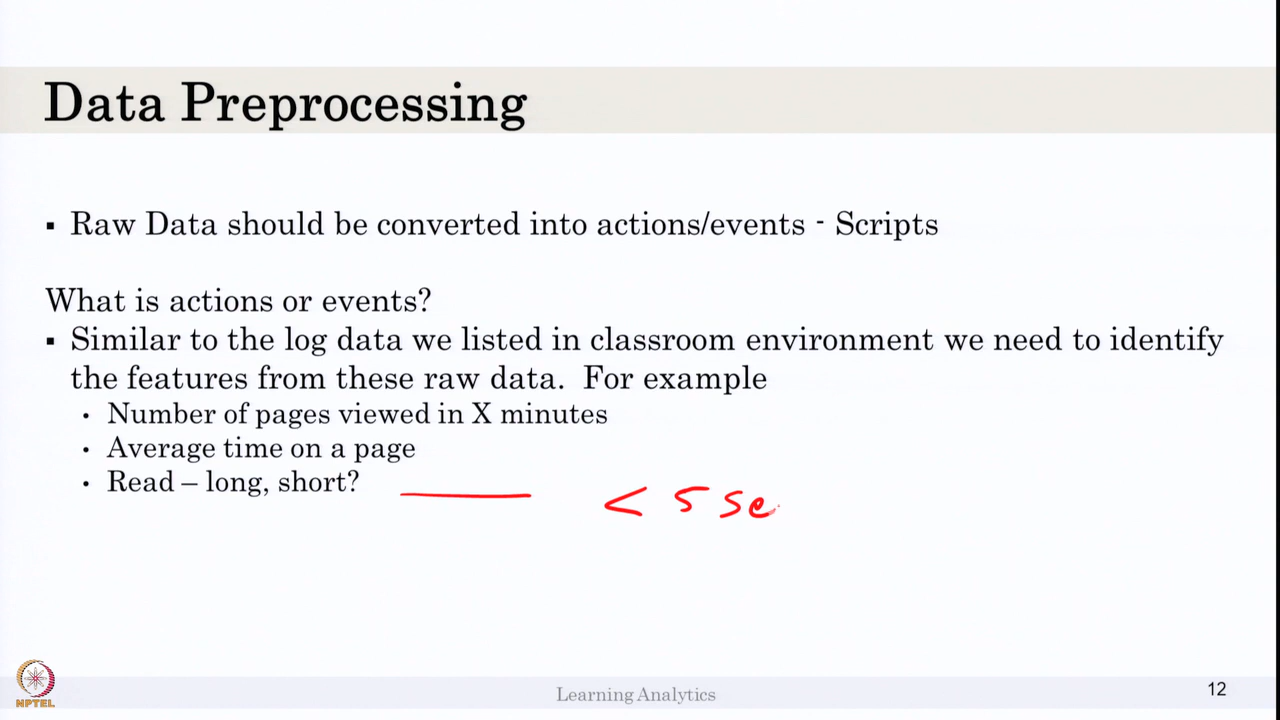 Data Preprocessing
▪ Raw Data should be converted into actions/events - Scripts
What is actions or events?
▪ Similar to the log data we listed in classroom environment we need to identify
the features from these raw data. For example
• Number of pages viewed in X minutes
• Average time on a page
• Read – long, short?
< 5 se
NPTEL
Learning Analytics
12